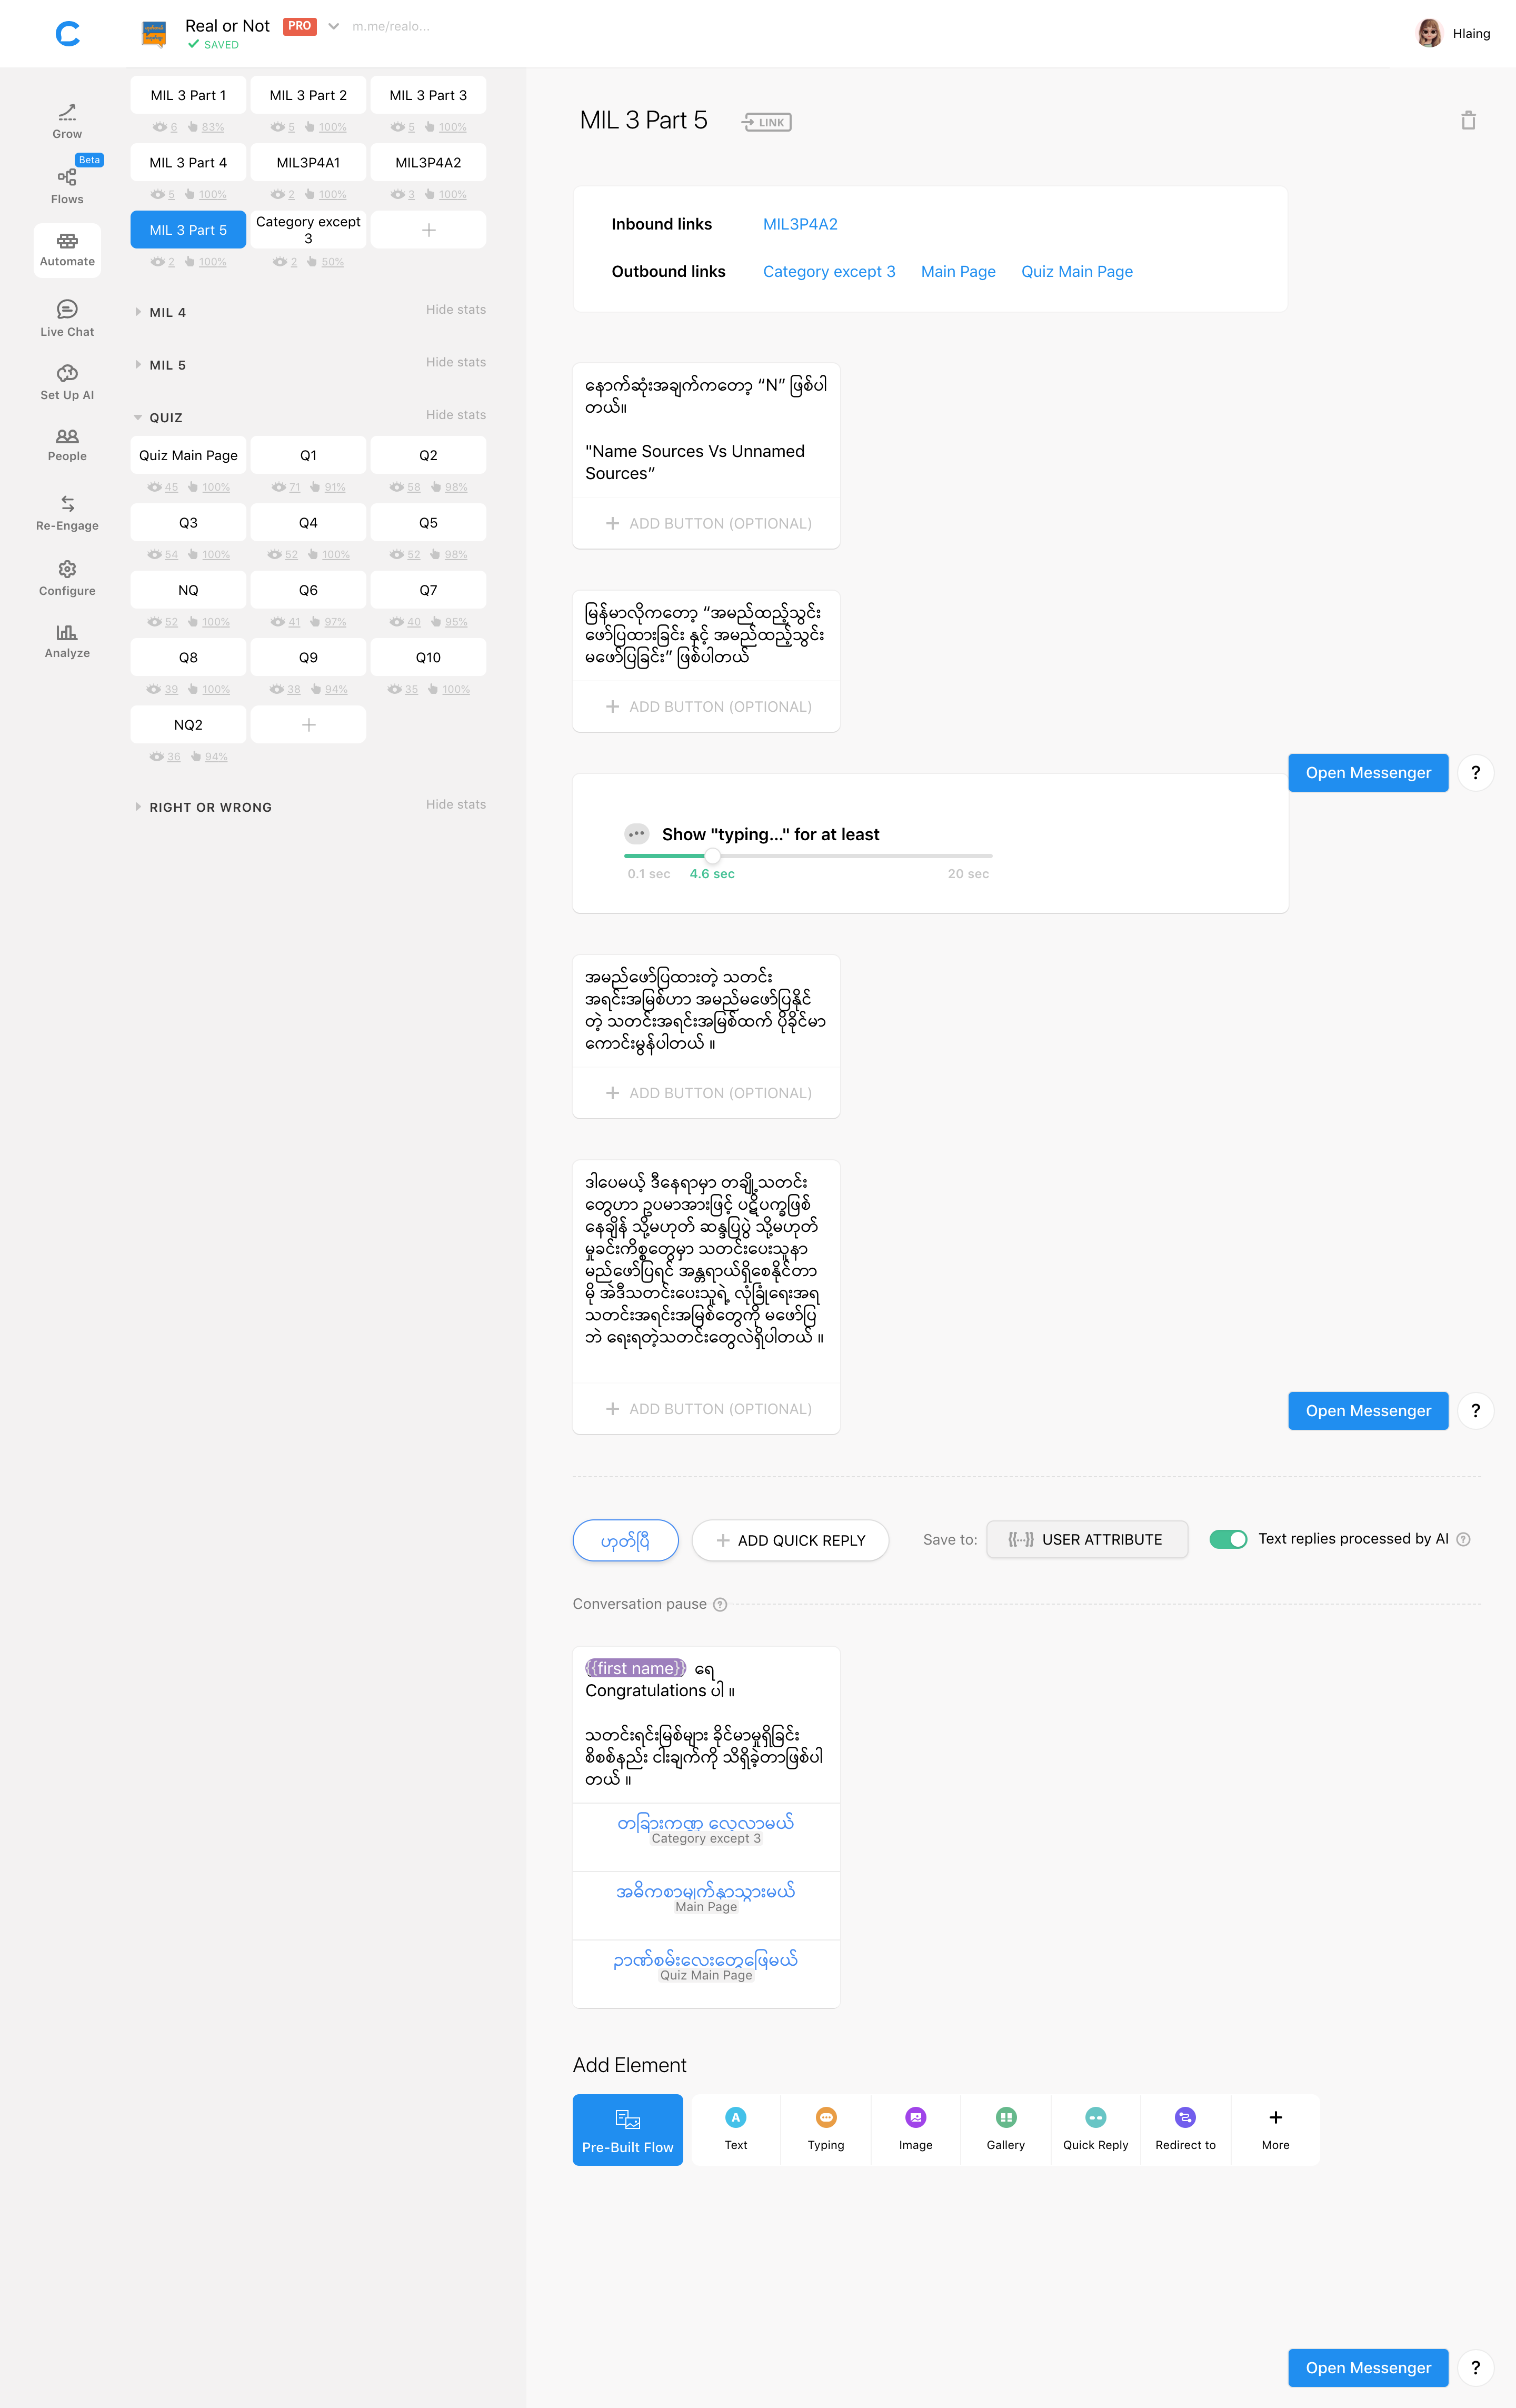 Real or Not PRO m.me/realo...
SAVED
Hlaing
Grow
Beta
Flows
Automate
Live Chat
Set Up AI
People
Re-Engage
Configure
Analyze
MIL 3 Part 1 MIL 3 Part 2 MIL 3 Part 3
6 83% 5 100% 5 100%
MIL 3 Part 4 MIL3P4A1 MIL3P4A2
5 100% 2 100% 3 100%
MIL 3 Part 5 Category except 3 +
2 100% 2 50%
MIL 4 Hide stats
MIL 5 Hide stats
QUIZ Hide stats
Quiz Main Page Q1 Q2
45 100% 71 91% 58 98%
Q3 Q4 Q5
54 100% 52 100% 52 98%
NQ Q6 Q7
52 100% 41 97% 40 95%
Q8 Q9 Q10
39 100% 38 94% 35 100%
NQ2 +
36 94%
RIGHT OR WRONG Hide stats
MIL 3 Part 5 LINK
Inbound links MIL3P4A2
Outbound links Category except 3 Main Page Quiz Main Page
နောက်ဆုံးအချက်ကတော့ “N” ဖြစ်ပါ
တယ်။
"Name Sources Vs Unnamed
Sources”
+ ADD BUTTON (OPTIONAL)
မြန်မာလိုကတော့ “အမည်ထည့်သွင်း
ဖော်ပြထားခြင်း နှင့် အမည်ထည့်သွင်း
မဖော်ပြခြင်း” ဖြစ်ပါတယ်
+ ADD BUTTON (OPTIONAL)
Open Messenger ?
Show "typing..." for at least
0.1 sec 4.6 sec 20 sec
အမည်ဖော်ပြထားတဲ့ သတင်း
အရင်းအမြစ်ဟာ အမည်မဖော်ပြနိုင်
တဲ့ သတင်းအရင်းအမြစ်ထက် ပိုခိုင်မာ
ကောင်းမွန်ပါတယ် ။
+ ADD BUTTON (OPTIONAL)
ဒါပေမယ့် ဒီနေရာမှာ တချို့သတင်း
တွေဟာ ဥပမာအားဖြင့် ပဋိပက္ခဖြစ်
နေချိန် သို့မဟုတ် ဆန္ဒပြပွဲ သို့မဟုတ်
မှုခင်းကိစ္စတွေမှာ သတင်းပေးသူနာ
မည်ဖော်ပြရင် အန္တရာယ်ရှိစေနိုင်တာ
မို အဲဒီသတင်းပေးသူရဲ့ လုံခြုံရေးအရ
သတင်းအရင်းအမြစ်တွေကို မဖော်ပြ
ဘဲ ရေးရတဲ့သတင်းတွေလဲရှိပါတယ် ။
+ ADD BUTTON (OPTIONAL)
Open Messenger ?
ဟုတ်ပြီ + ADD QUICK REPLY Save to: {{...}} USER ATTRIBUTE Text replies processed by AI ?
Conversation pause ?
{{first name}} ရေ
Congratulations ပါ ။
သတင်းရင်းမြစ်များ ခိုင်မာမှုရှိခြင်း
စိစစ်နည်း ငါးချက်ကို သိရှိခဲ့တာဖြစ်ပါ
တယ် ။
တခြားကဏ္ဍ လေ့လာမယ်
Category except 3
အဓိကစာမျက်နှာသွားမယ်
Main Page
ဉာဏ်စမ်းလေးတွေဖြေမယ်
Quiz Main Page
Add Element
Pre-Built Flow Text Typing Image Gallery Quick Reply Redirect to More
Open Messenger ?